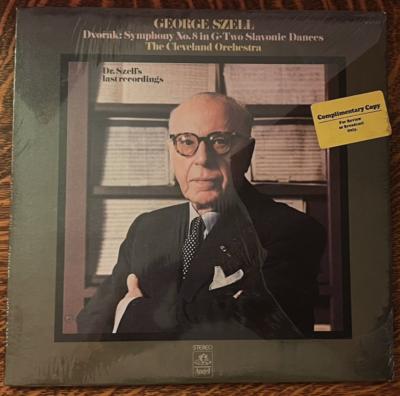 GEORGE SZELL
Dvořák: Symphony No.8 in G·Two Slavonic Dances
The Cleveland Orchestra
Dr. Szell's
last recordings
Complimentary Copy
For Review
or Broadcast
Only.
STEREO
Angel